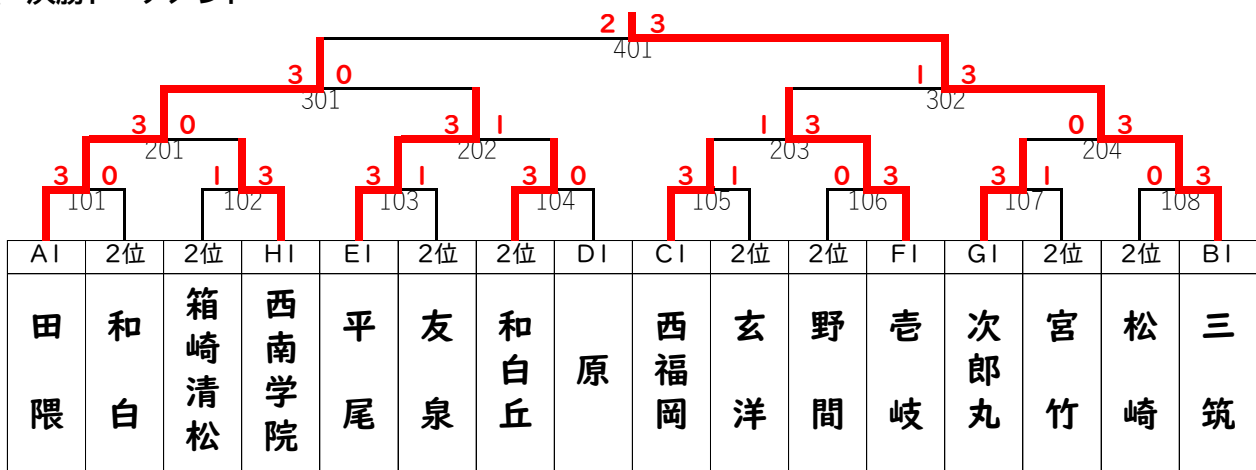 2 3
401
3 0 1 3
301 302
3 0 3 1 1 3 0 3
201 202 203 204
3 0 1 3 3 1 3 0 3 1 0 3 3 1 0 3
101 102 103 104 105 106 107 108
A1 2位 2位 H1 E1 2位 2位 D1 C1 2位 2位 F1 G1 2位 2位 B1
田隈 和白 箱崎清松 西南学院 平尾 友泉 和白丘 原 西福岡 玄洋 野間 壱岐 次郎丸 宮竹 松崎 三筑